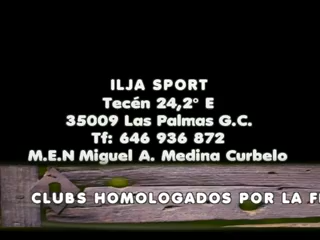 ILJA SPORT
Tecén 24,2º E
35009 Las Palmas G.C.
Tf: 646 936 872
M.E.N Miguel A. Medina Curbelo
CLUBS HOMOLOGADOS POR LA F